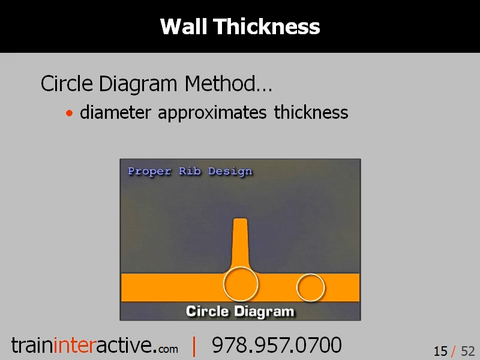 Wall Thickness
Circle Diagram Method...
• diameter approximates thickness
Proper Rib Design
Circle Diagram
traininteractive.com | 978.957.0700
15 / 52